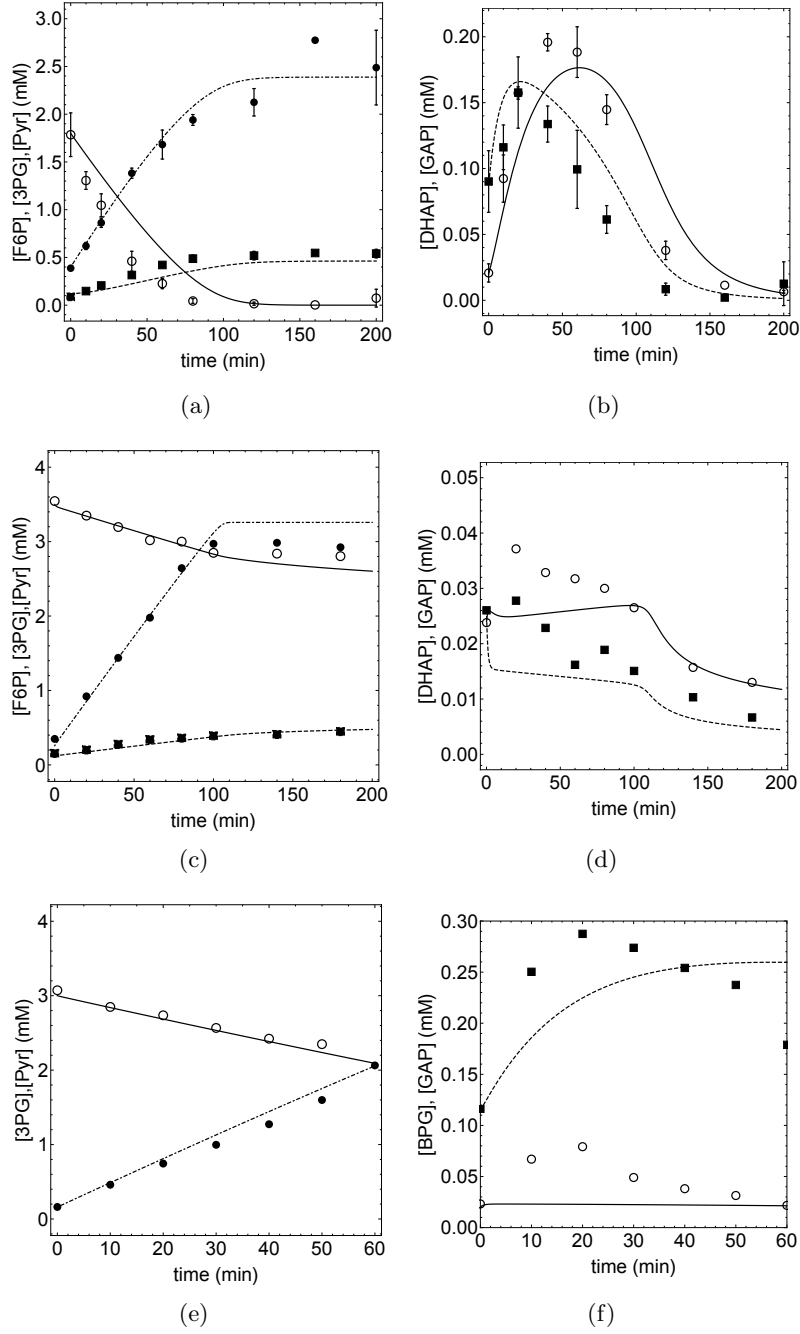 3.0
2.5
2.0
1.5
1.0
0.5
0.0
[F6P], [3PG],[Pyr] (mM)
0 50 100 150 200
time (min)
(a)
0.20
0.15
0.10
0.05
0.00
[DHAP], [GAP] (mM)
0 50 100 150 200
time (min)
(b)
4
3
2
1
0
[F6P], [3PG],[Pyr] (mM)
0 50 100 150 200
time (min)
(c)
0.05
0.04
0.03
0.02
0.01
0.00
[DHAP], [GAP] (mM)
0 50 100 150 200
time (min)
(d)
4
3
2
1
0
[3PG],[Pyr] (mM)
0 10 20 30 40 50 60
time (min)
(e)
0.30
0.25
0.20
0.15
0.10
0.05
0.00
[BPG], [GAP] (mM)
0 10 20 30 40 50 60
time (min)
(f)